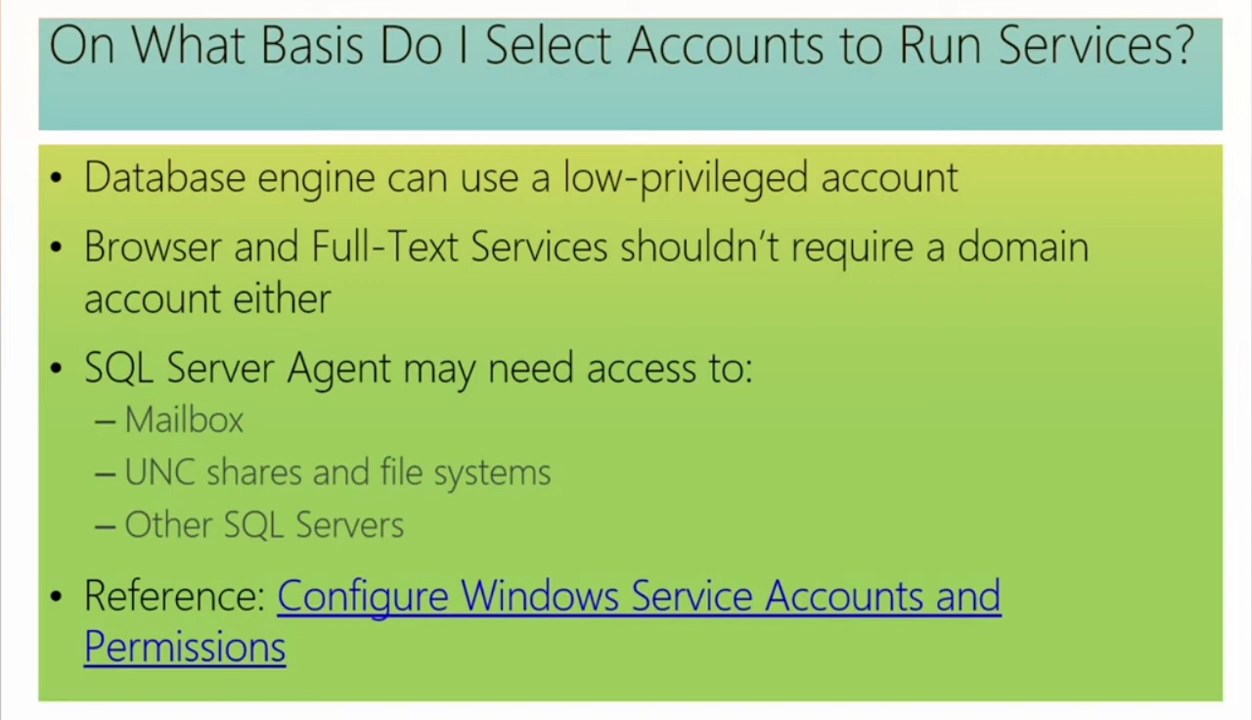 On What Basis Do I Select Accounts to Run Services?
• Database engine can use a low-privileged account
• Browser and Full-Text Services shouldn't require a domain
account either
• SQL Server Agent may need access to:
– Mailbox
– UNC shares and file systems
– Other SQL Servers
• Reference: Configure Windows Service Accounts and
Permissions